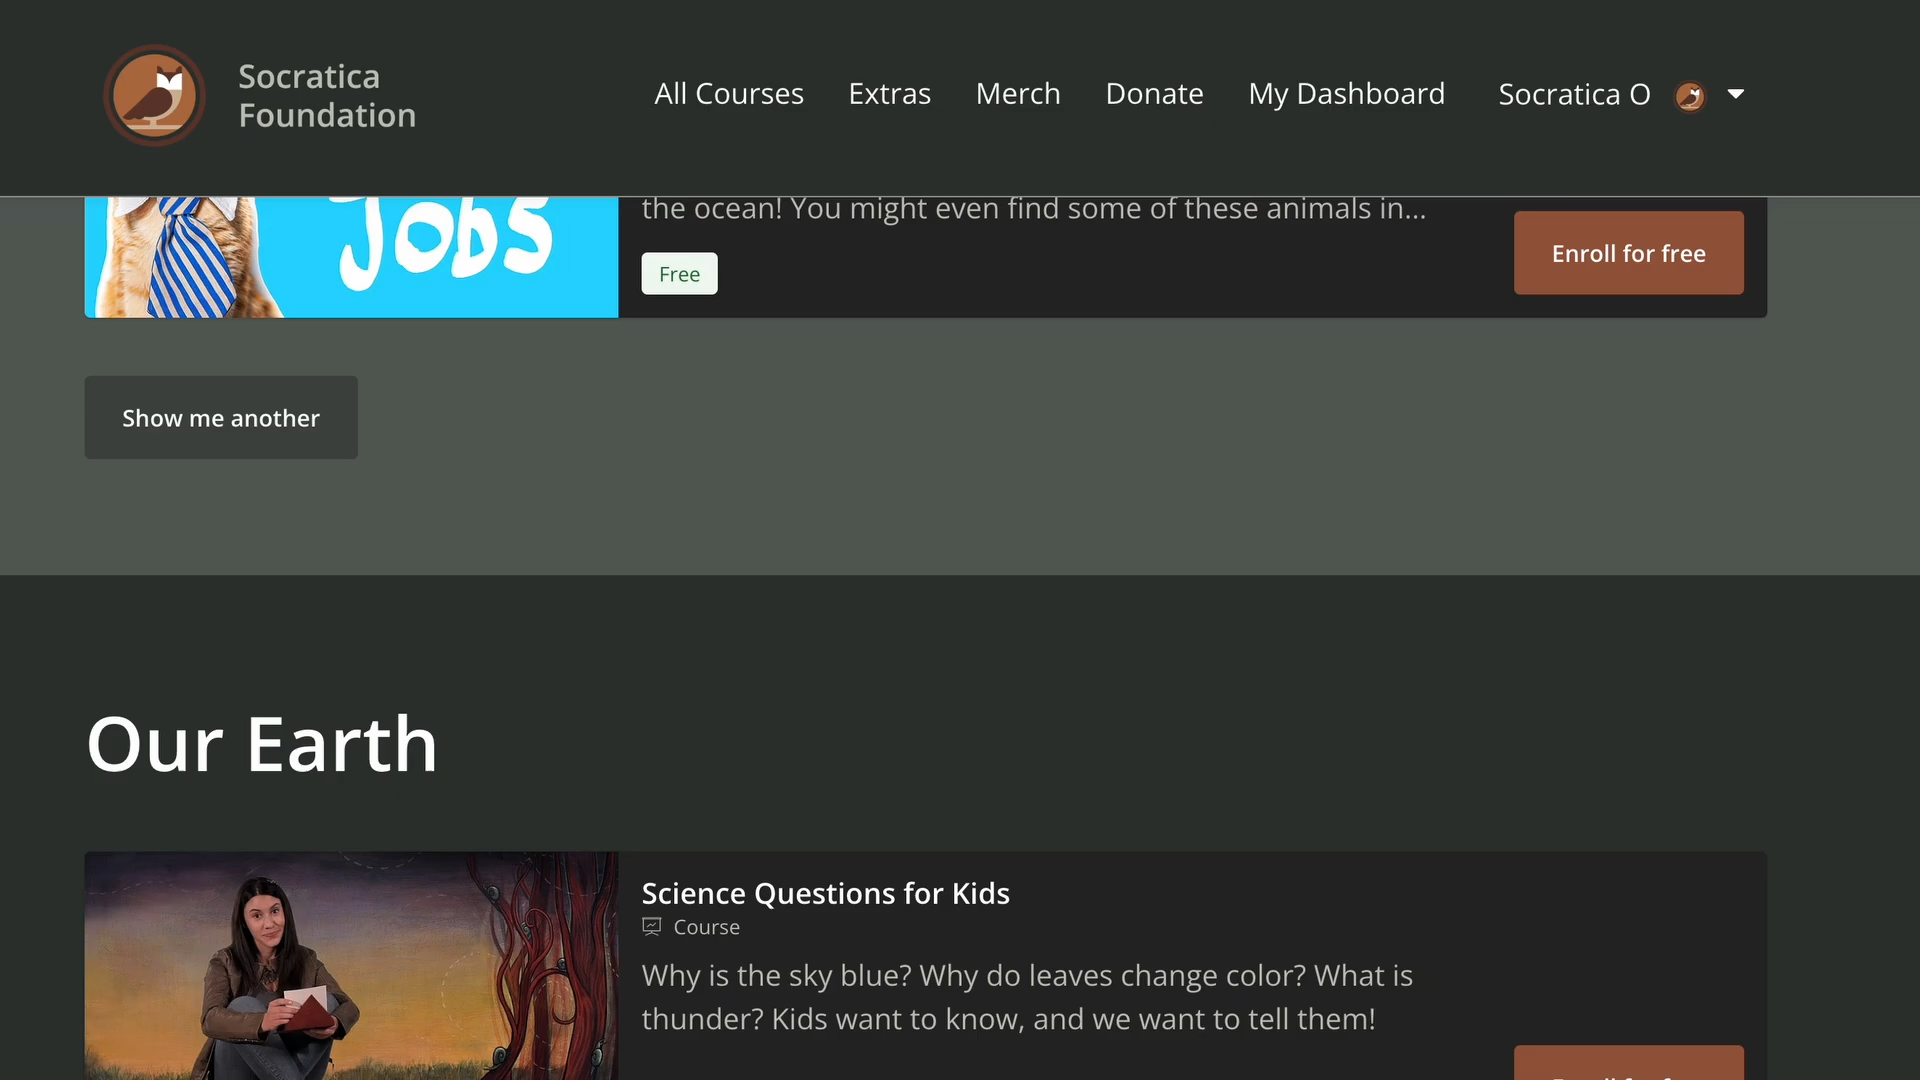 Socratica
Foundation
All Courses
Extras
Merch
Donate
My Dashboard
Socratica O
Jobs
the ocean! You might even find some of these animals in...
Free
Enroll for free
Show me another
Our Earth
Science Questions for Kids
Course
Why is the sky blue? Why do leaves change color? What is
thunder? Kids want to know, and we want to tell them!